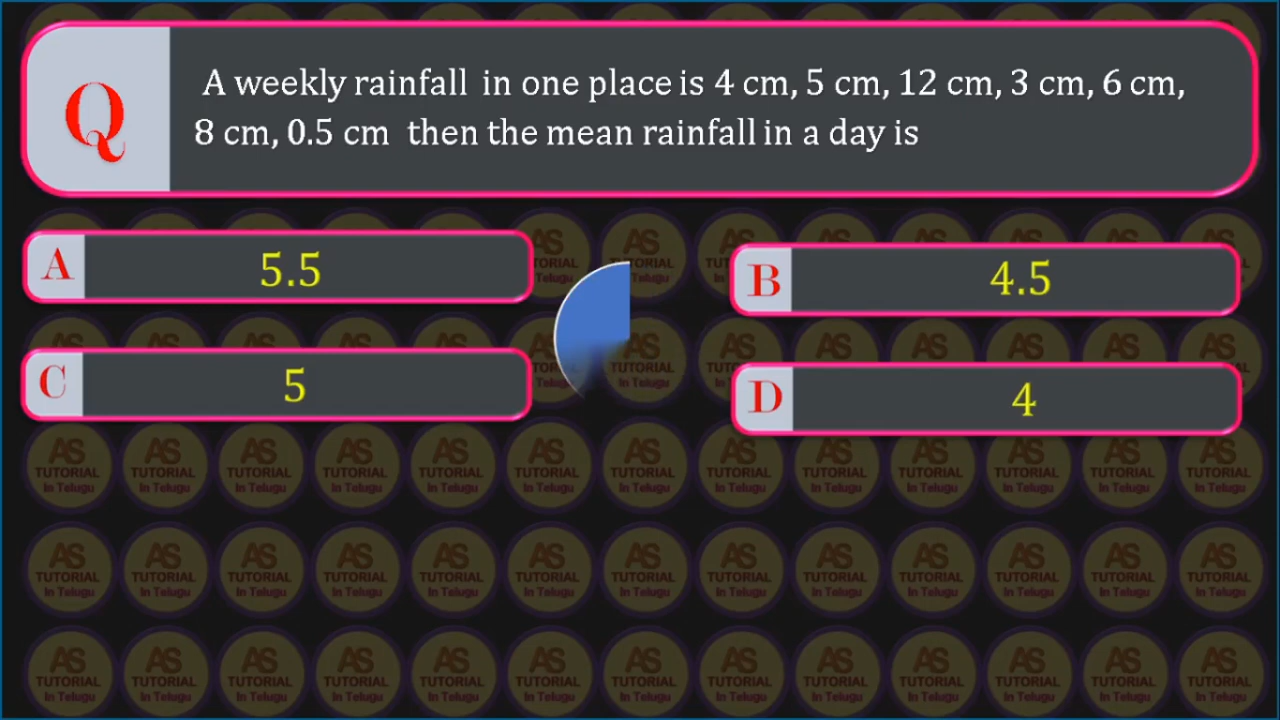 Q
A weekly rainfall in one place is 4 cm, 5 cm, 12 cm, 3 cm, 6 cm,
8 cm, 0.5 cm then the mean rainfall in a day is
A 5.5
B 4.5
C 5
D 4
AS
TUTORIAL
In Telugu